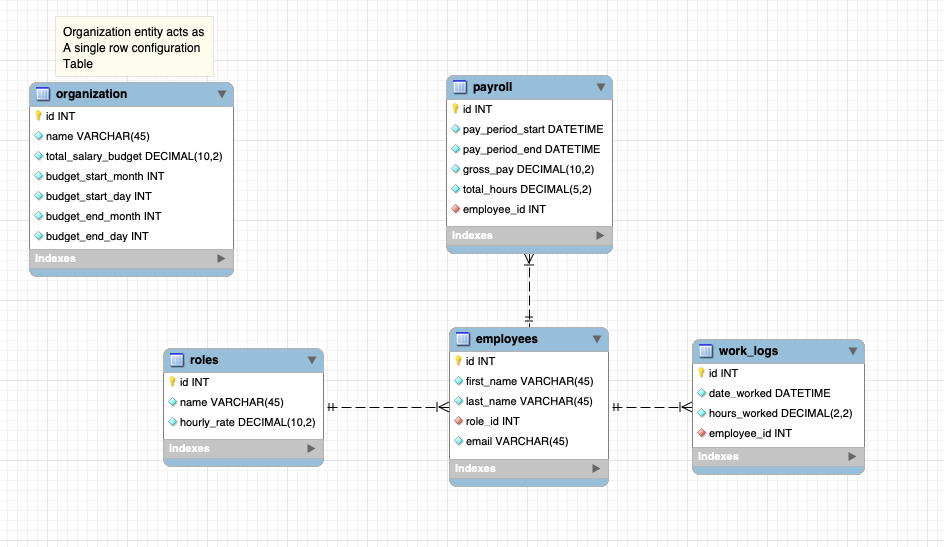 Organization entity acts as
A single row configuration
Table
organization
id INT
name VARCHAR(45)
total_salary_budget DECIMAL(10,2)
budget_start_month INT
budget_start_day INT
budget_end_month INT
budget_end_day INT
Indexes
payroll
id INT
pay_period_start DATETIME
pay_period_end DATETIME
gross_pay DECIMAL(10,2)
total_hours DECIMAL(5,2)
employee_id INT
Indexes
roles
id INT
name VARCHAR(45)
hourly_rate DECIMAL(10,2)
Indexes
employees
id INT
first_name VARCHAR(45)
last_name VARCHAR(45)
role_id INT
email VARCHAR(45)
Indexes
work_logs
id INT
date_worked DATETIME
hours_worked DECIMAL(2,2)
employee_id INT
Indexes